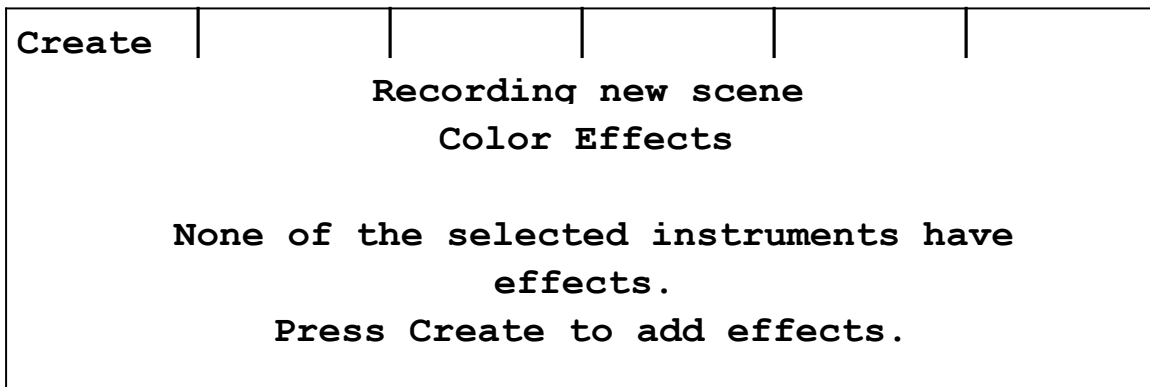 Create
Recording new scene
Color Effects
None of the selected instruments have
effects.
Press Create to add effects.